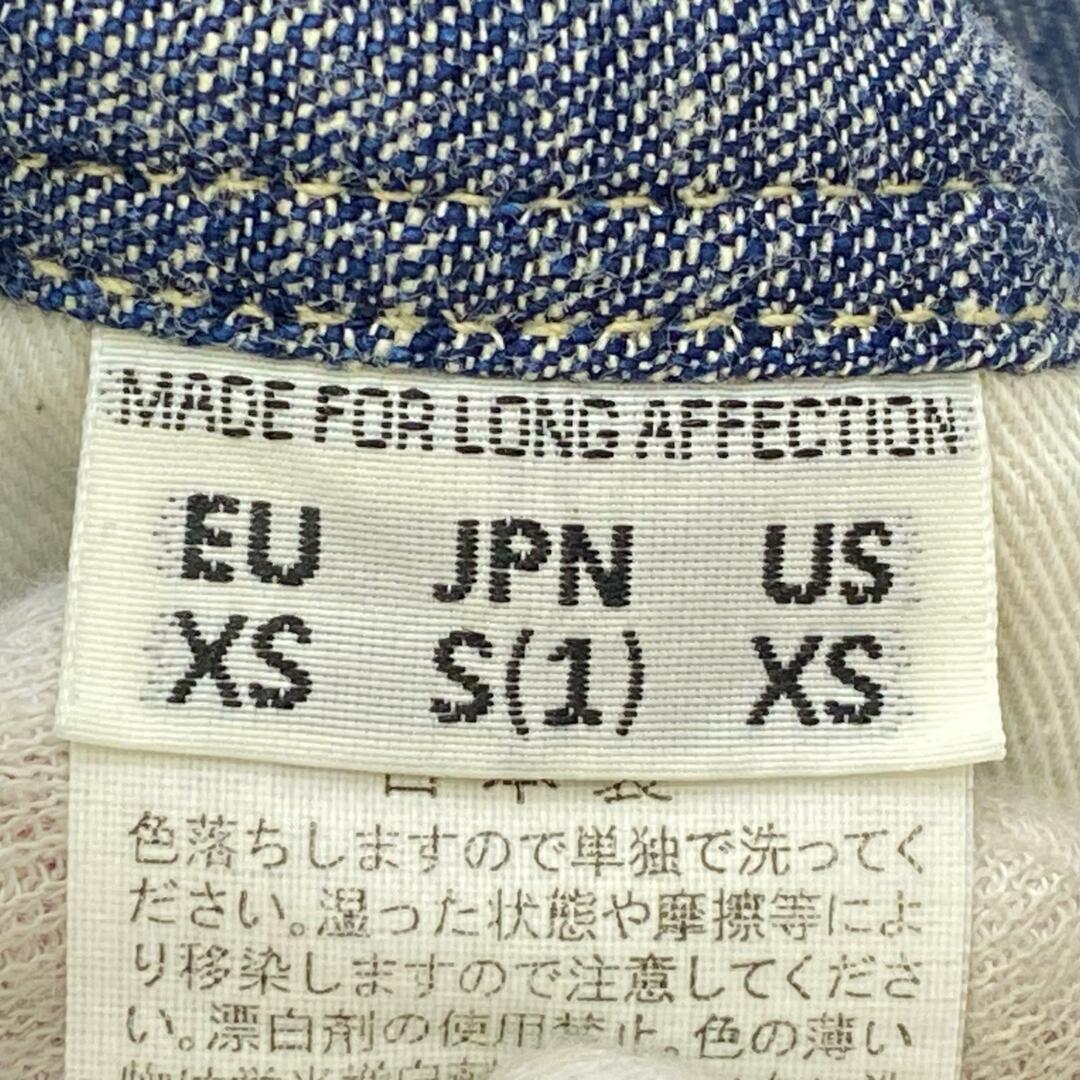 MADE FOR LONG AFFECTION
EU JPN US
XS S(1) XS
日本製
色落ちしますので単独で洗ってく
ださい。湿った状態や摩擦等によ
り移染しますので注意してくださ
い。漂白剤の使用禁止。色の薄い